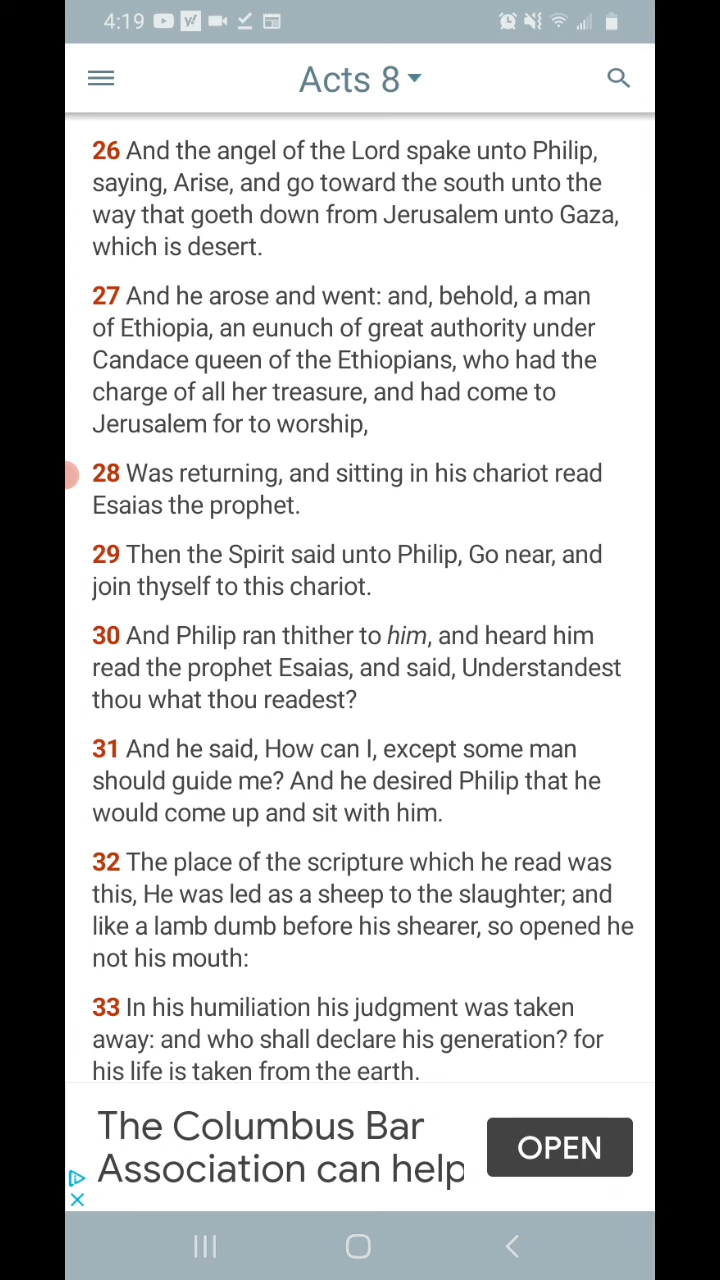 4:19
Acts 8
26 And the angel of the Lord spake unto Philip,
saying, Arise, and go toward the south unto the
way that goeth down from Jerusalem unto Gaza,
which is desert.
27 And he arose and went: and, behold, a man
of Ethiopia, an eunuch of great authority under
Candace queen of the Ethiopians, who had the
charge of all her treasure, and had come to
Jerusalem for to worship,
28 Was returning, and sitting in his chariot read
Esaias the prophet.
29 Then the Spirit said unto Philip, Go near, and
join thyself to this chariot.
30 And Philip ran thither to him, and heard him
read the prophet Esaias, and said, Understandest
thou what thou readest?
31 And he said, How can I, except some man
should guide me? And he desired Philip that he
would come up and sit with him.
32 The place of the scripture which he read was
this, He was led as a sheep to the slaughter; and
like a lamb dumb before his shearer, so opened he
not his mouth:
33 In his humiliation his judgment was taken
away: and who shall declare his generation? for
his life is taken from the earth.
The Columbus Bar
Association can help
OPEN